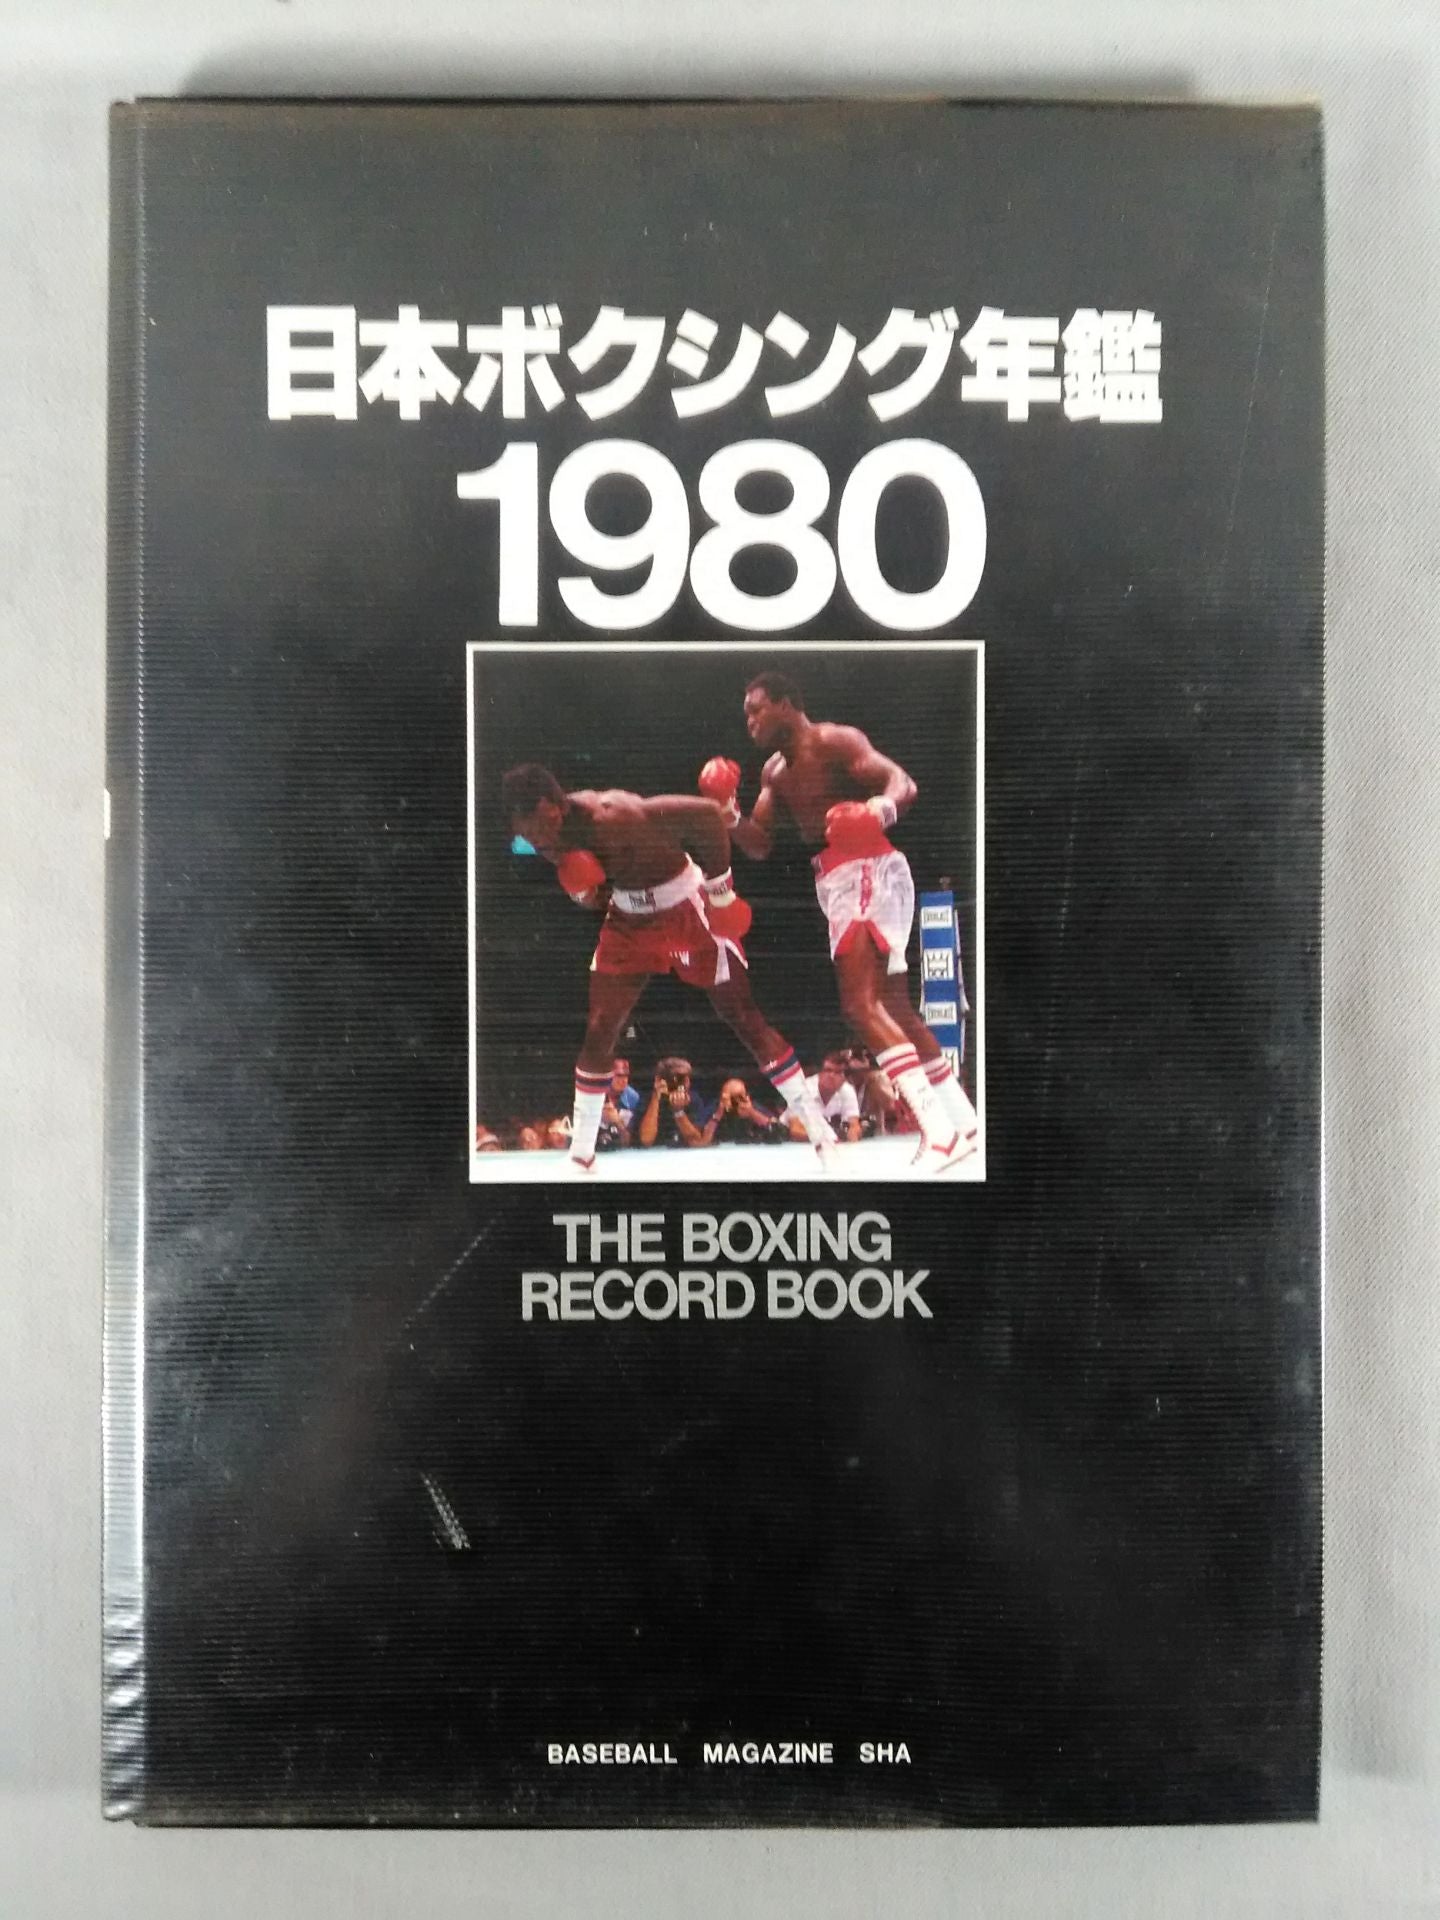 日本ボクシング年鑑
1980
THE BOXING
RECORD BOOK
BASEBALL MAGAZINE SHA